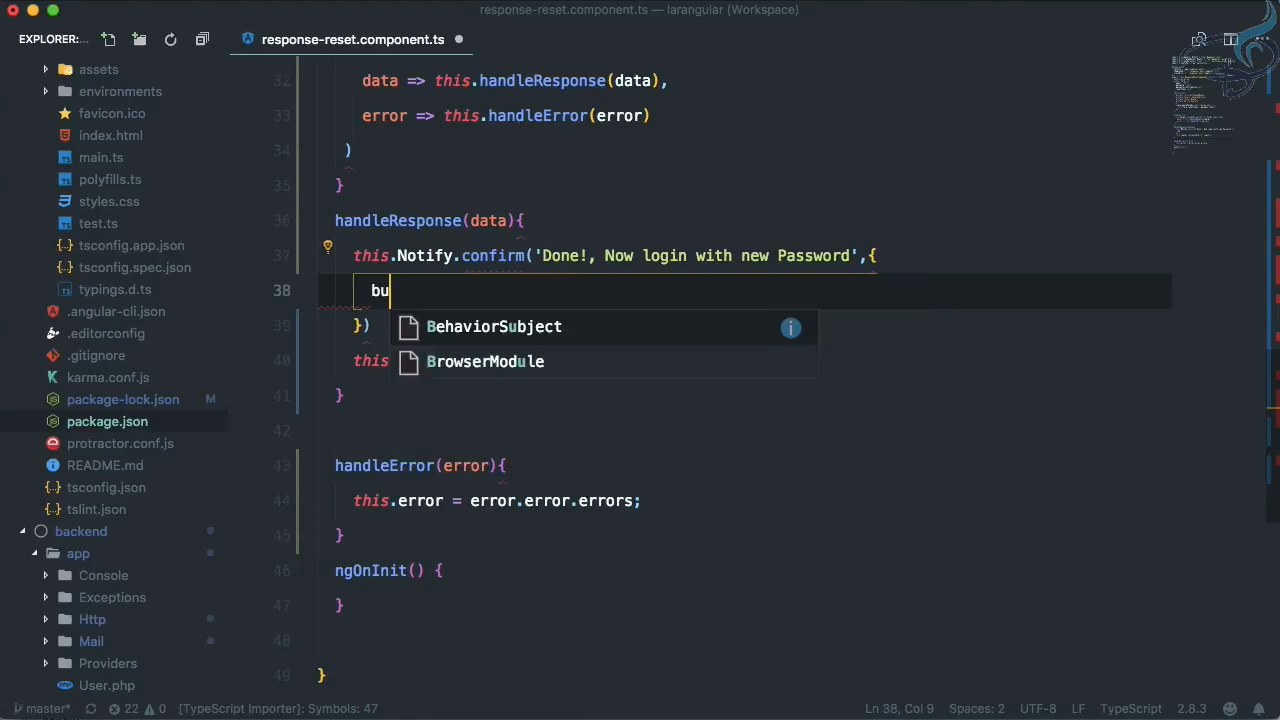 response-reset.component.ts — larangular (Workspace)
EXPLORER:...
response-reset.component.ts
assets
environments
favicon.ico
index.html
main.ts
polyfills.ts
styles.css
test.ts
tsconfig.app.json
tsconfig.spec.json
typings.d.ts
.angular-cli.json
.editorconfig
.gitignore
karma.conf.js
package-lock.json M
package.json
protractor.conf.js
README.md
tsconfig.json
tslint.json
backend
app
Console
Exceptions
Http
Mail
Providers
User.php
32 data => this.handleResponse(data),
33 error => this.handleError(error)
34 )
35 }
36 handleResponse(data){
37 this.Notify.confirm('Done!, Now login with new Password',{
38 bu
BehaviorSubject
BrowserModule
39 })
40 this
41 }
42
43 handleError(error){
44 this.error = error.error.errors;
45 }
46 ngOnInit() {
47 }
48
49 }
master* 22 0 [TypeScript Importer]: Symbols: 47 Ln 38, Col 9 Spaces: 2 UTF-8 LF TypeScript 2.8.3